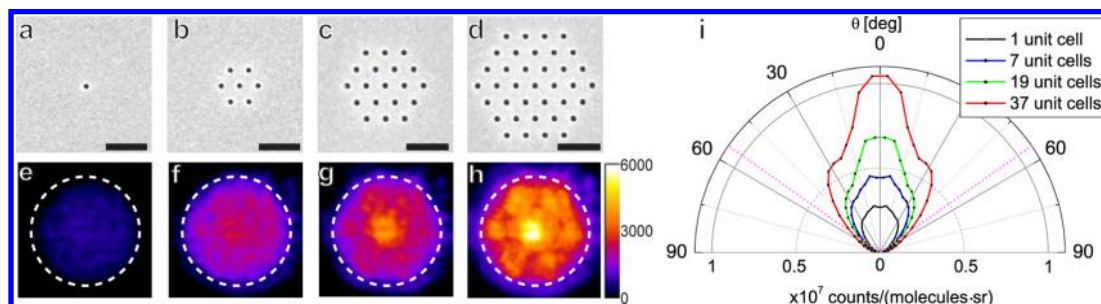 a
b
c
d
e
f
g
h
6000
3000
0
i
θ [deg]
0
30
30
60
60
90
90
1
0.5
0
0.5
1
x10⁷ counts/(molecules·sr)
1 unit cell
7 unit cells
19 unit cells
37 unit cells